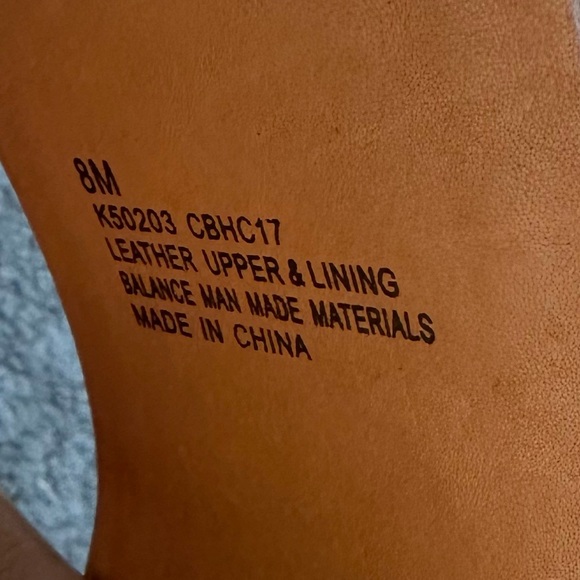 8M
K50203 CBHC17
LEATHER UPPER & LINING
BALANCE MAN MADE MATERIALS
MADE IN CHINA